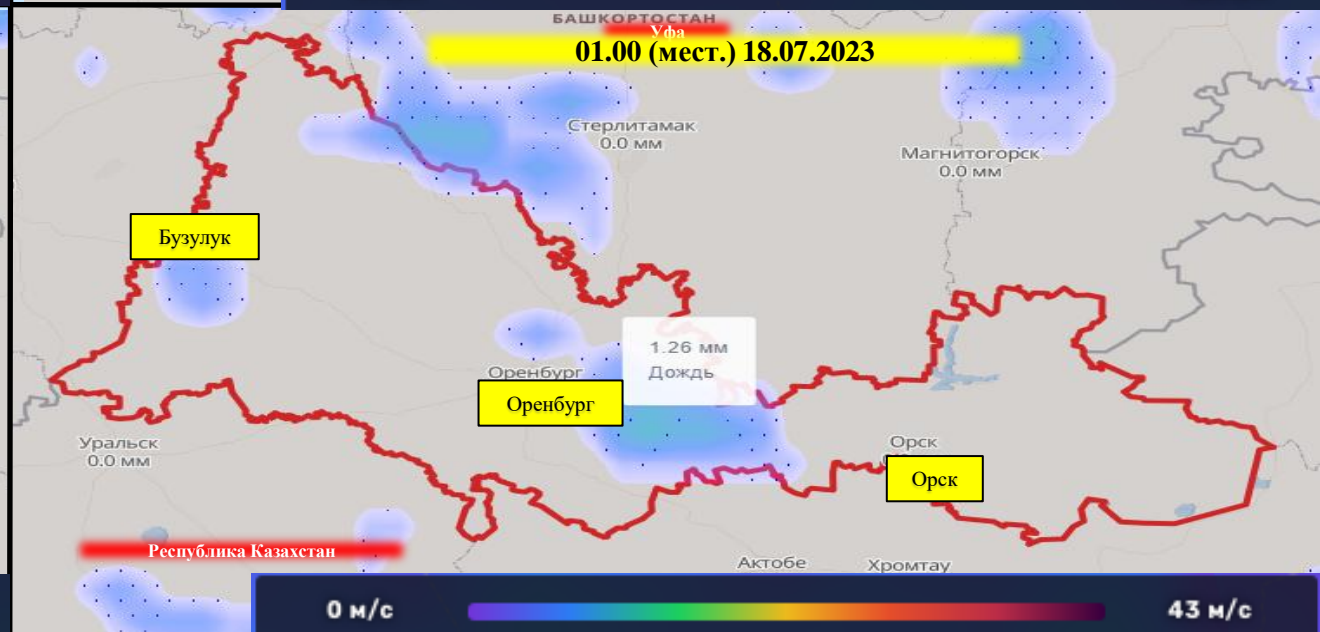 БАШКОРТОСТАН
Уфа
01.00 (мест.) 18.07.2023
Стерлитамак
0.0 мм
Магнитогорск
0.0 мм
Бузулук
1.26 мм
Дождь
Оренбург
Оренбург
Уральск
0.0 мм
Орск
Орск
Республика Казахстан
Актобе
Хромтау
0 м/с
43 м/с